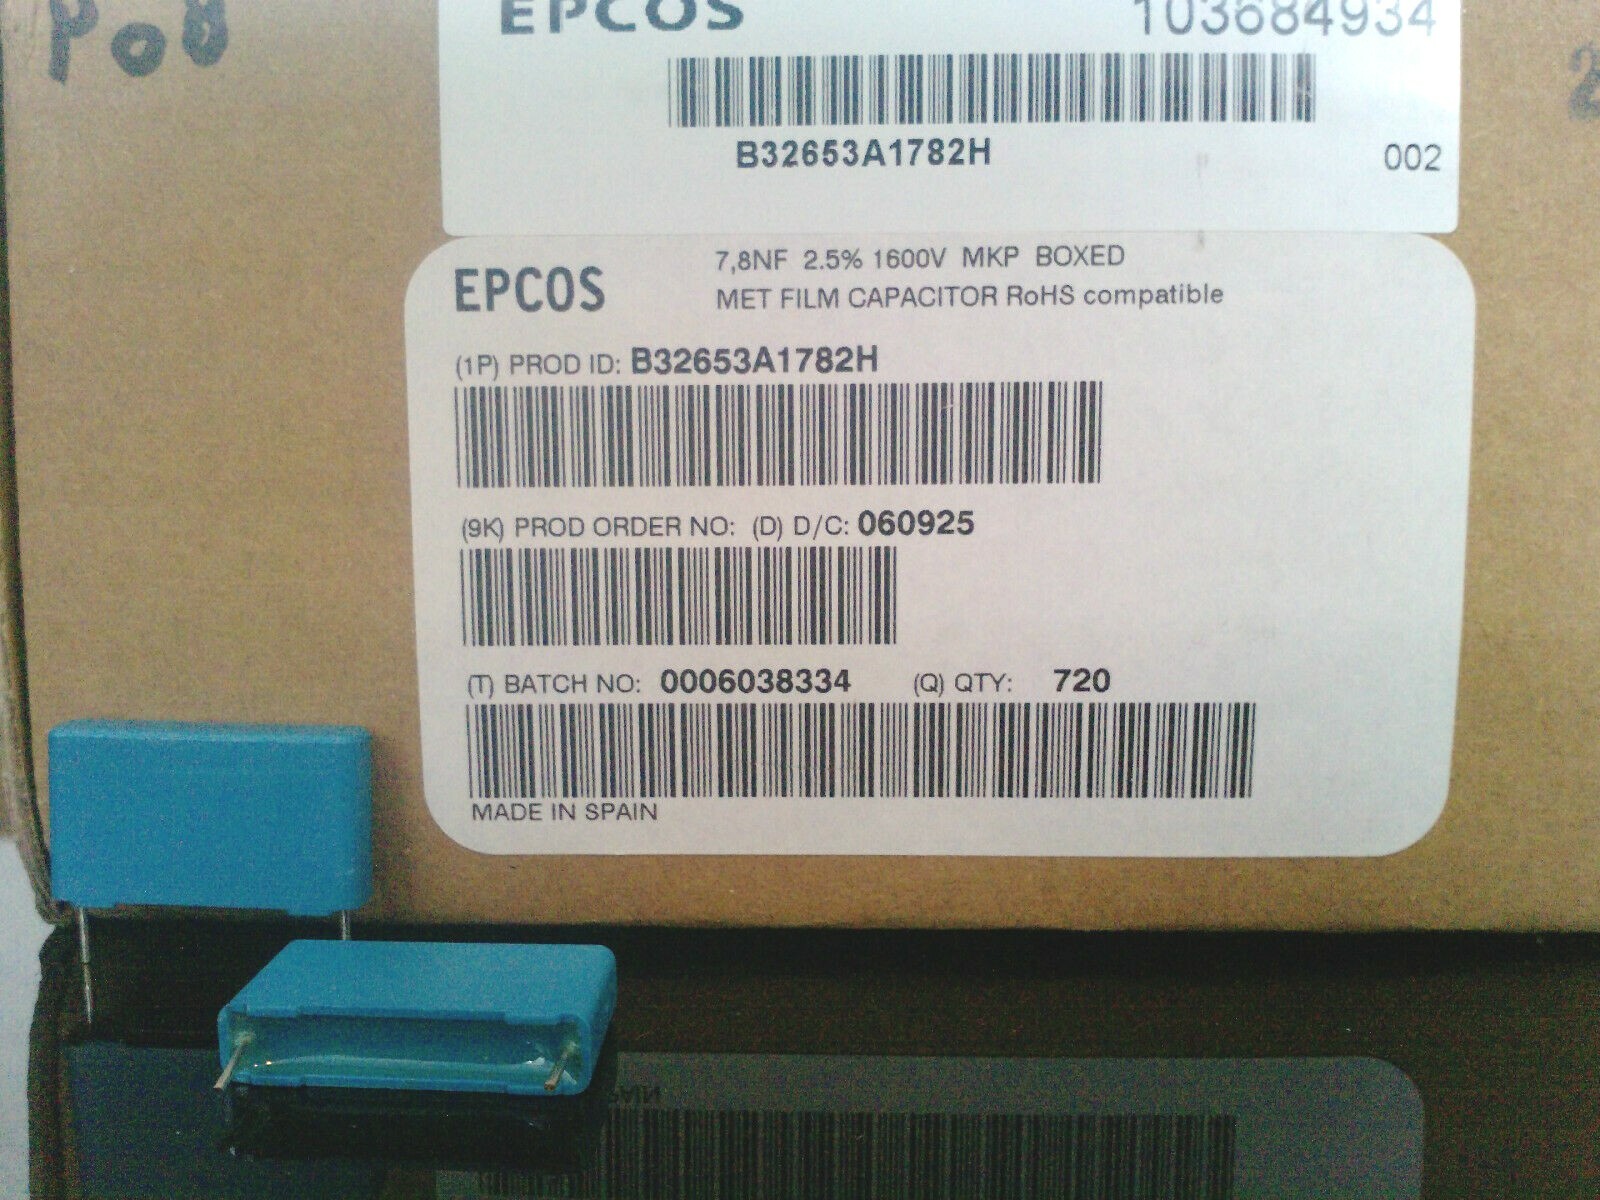 P08
EPCOS 103684934
B32653A1782H
002
EPCOS
7,8NF 2.5% 1600V MKP BOXED
MET FILM CAPACITOR RoHS compatible
(1P) PROD ID: B32653A1782H
(9K) PROD ORDER NO: (D) D/C: 060925
(T) BATCH NO: 0006038334 (Q) QTY: 720
MADE IN SPAIN